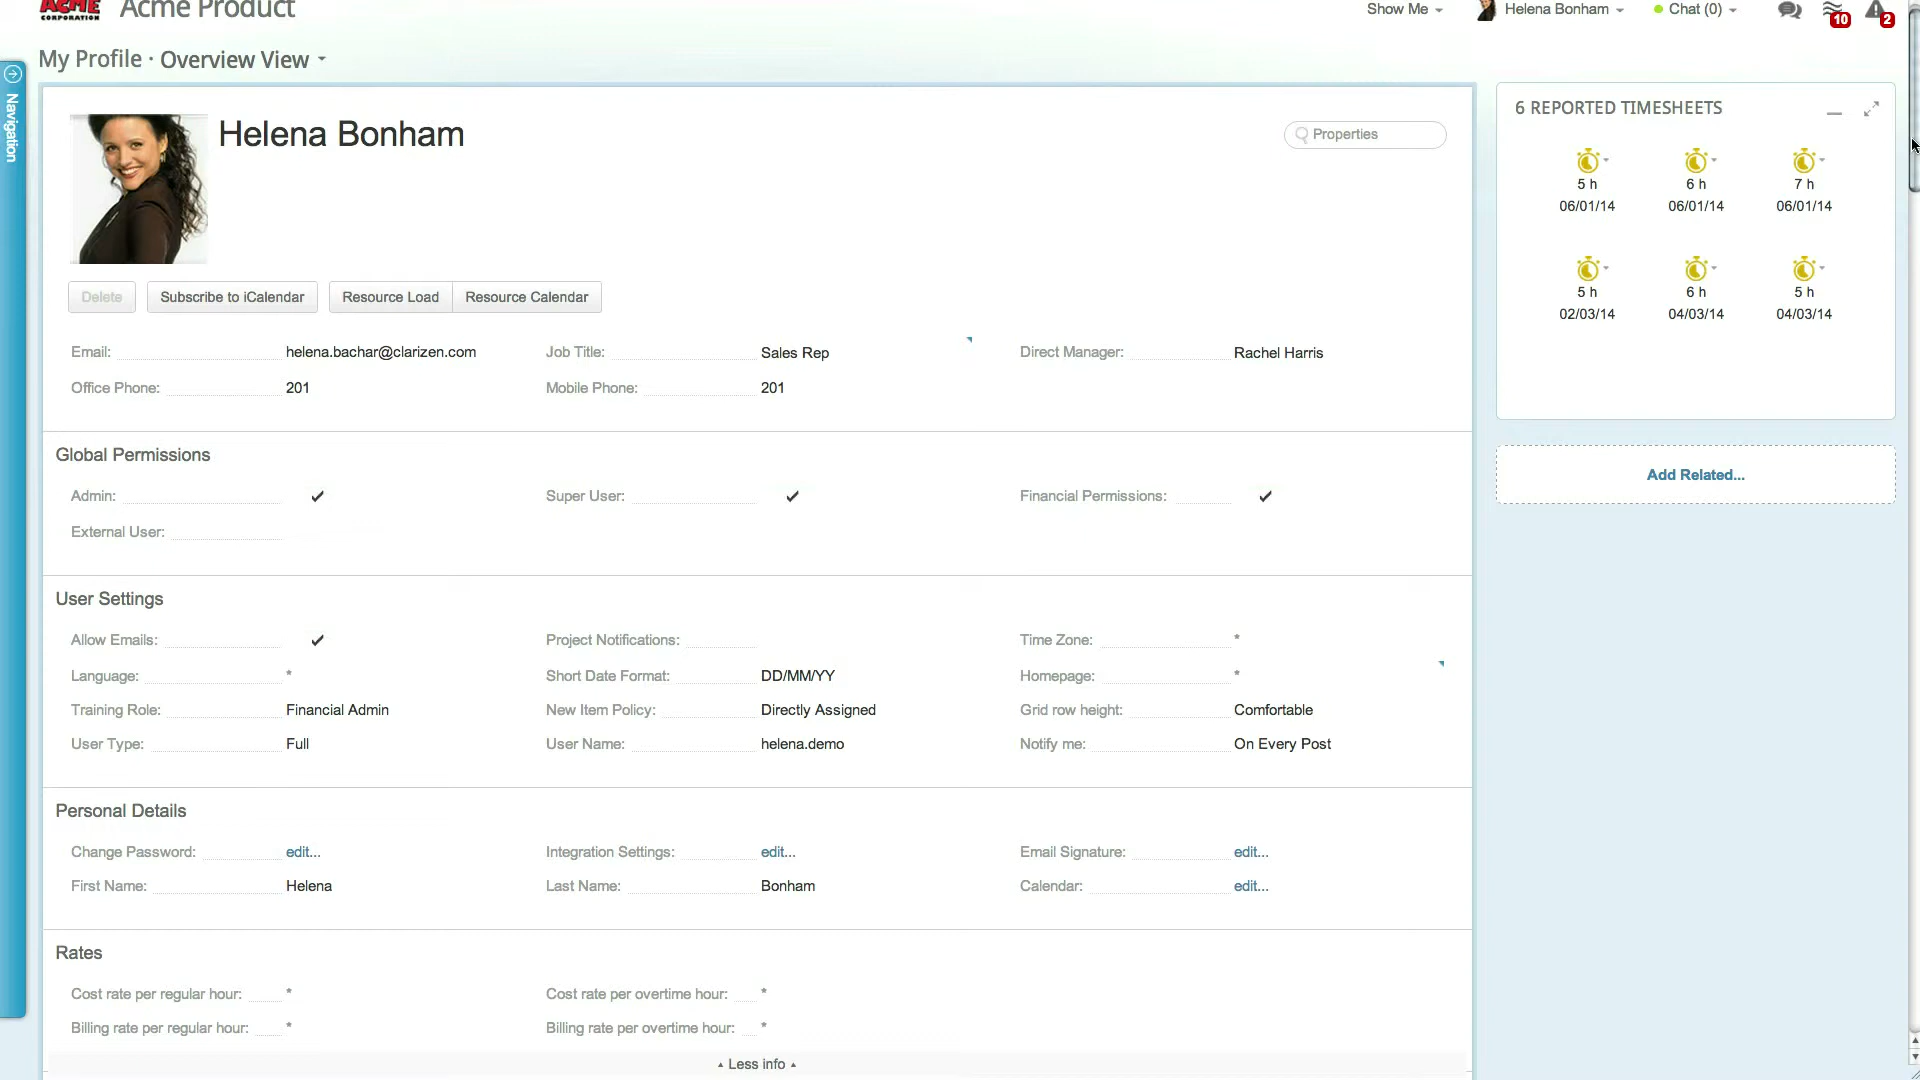 ACME
CORPORATION
Acme Product
Show Me
Helena Bonham
Chat (0)
10
2
My Profile · Overview View
Navigation
Helena Bonham
Properties
Delete
Subscribe to iCalendar
Resource Load
Resource Calendar
Email: helena.bachar@clarizen.com Job Title: Sales Rep Direct Manager: Rachel Harris
Office Phone: 201 Mobile Phone: 201
Global Permissions
Admin: ✔ Super User: ✔ Financial Permissions: ✔
External User:
User Settings
Allow Emails: ✔ Project Notifications: Time Zone: *
Language: * Short Date Format: DD/MM/YY Homepage: *
Training Role: Financial Admin New Item Policy: Directly Assigned Grid row height: Comfortable
User Type: Full User Name: helena.demo Notify me: On Every Post
Personal Details
Change Password: edit... Integration Settings: edit... Email Signature: edit...
First Name: Helena Last Name: Bonham Calendar: edit...
Rates
Cost rate per regular hour: * Cost rate per overtime hour: *
Billing rate per regular hour: * Billing rate per overtime hour: *
Less info
6 REPORTED TIMESHEETS
5 h 6 h 7 h
06/01/14 06/01/14 06/01/14
5 h 6 h 5 h
02/03/14 04/03/14 04/03/14
Add Related...